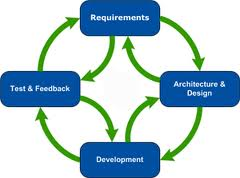 Requirements
Test & Feedback
Architecture &
Design
Development